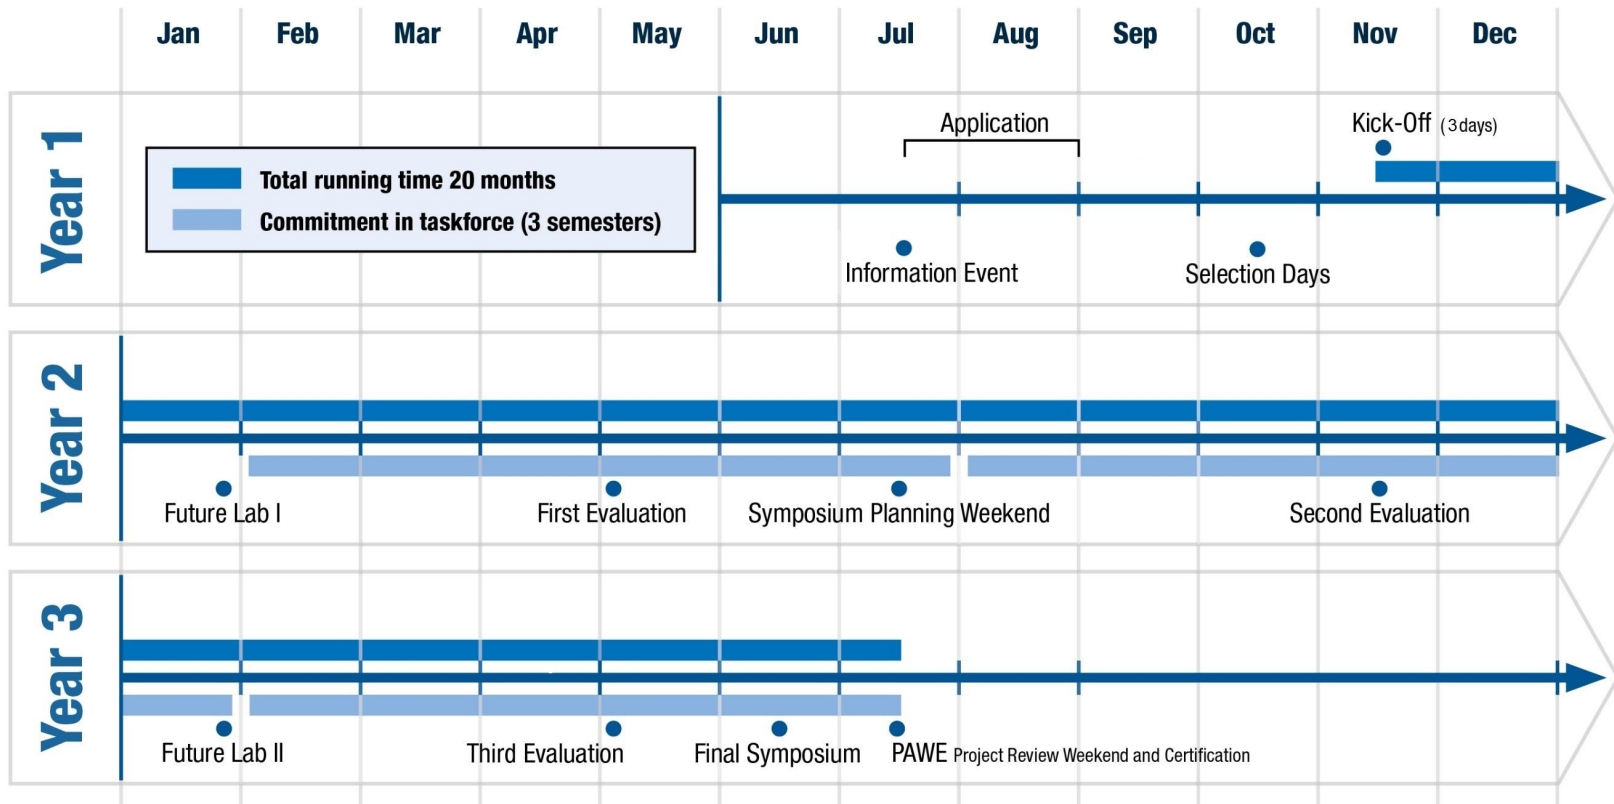 Jan Feb Mar Apr May Jun Jul Aug Sep Oct Nov Dec
Year 1
Application
Kick-Off (3 days)
Total running time 20 months
Commitment in taskforce (3 semesters)
Information Event
Selection Days
Year 2
Future Lab I
First Evaluation
Symposium Planning Weekend
Second Evaluation
Year 3
Future Lab II
Third Evaluation
Final Symposium
PAWE Project Review Weekend and Certification